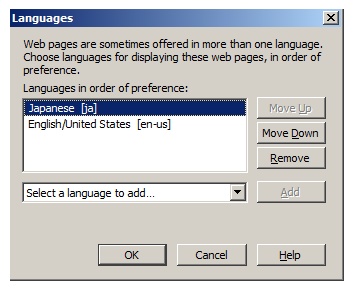 Languages
Web pages are sometimes offered in more than one language.
Choose languages for displaying these web pages, in order of
preference.
Languages in order of preference:
Japanese [ja]
Move Up
English/United States [en-us]
Move Down
Remove
Select a language to add...
Add
OK
Cancel
Help